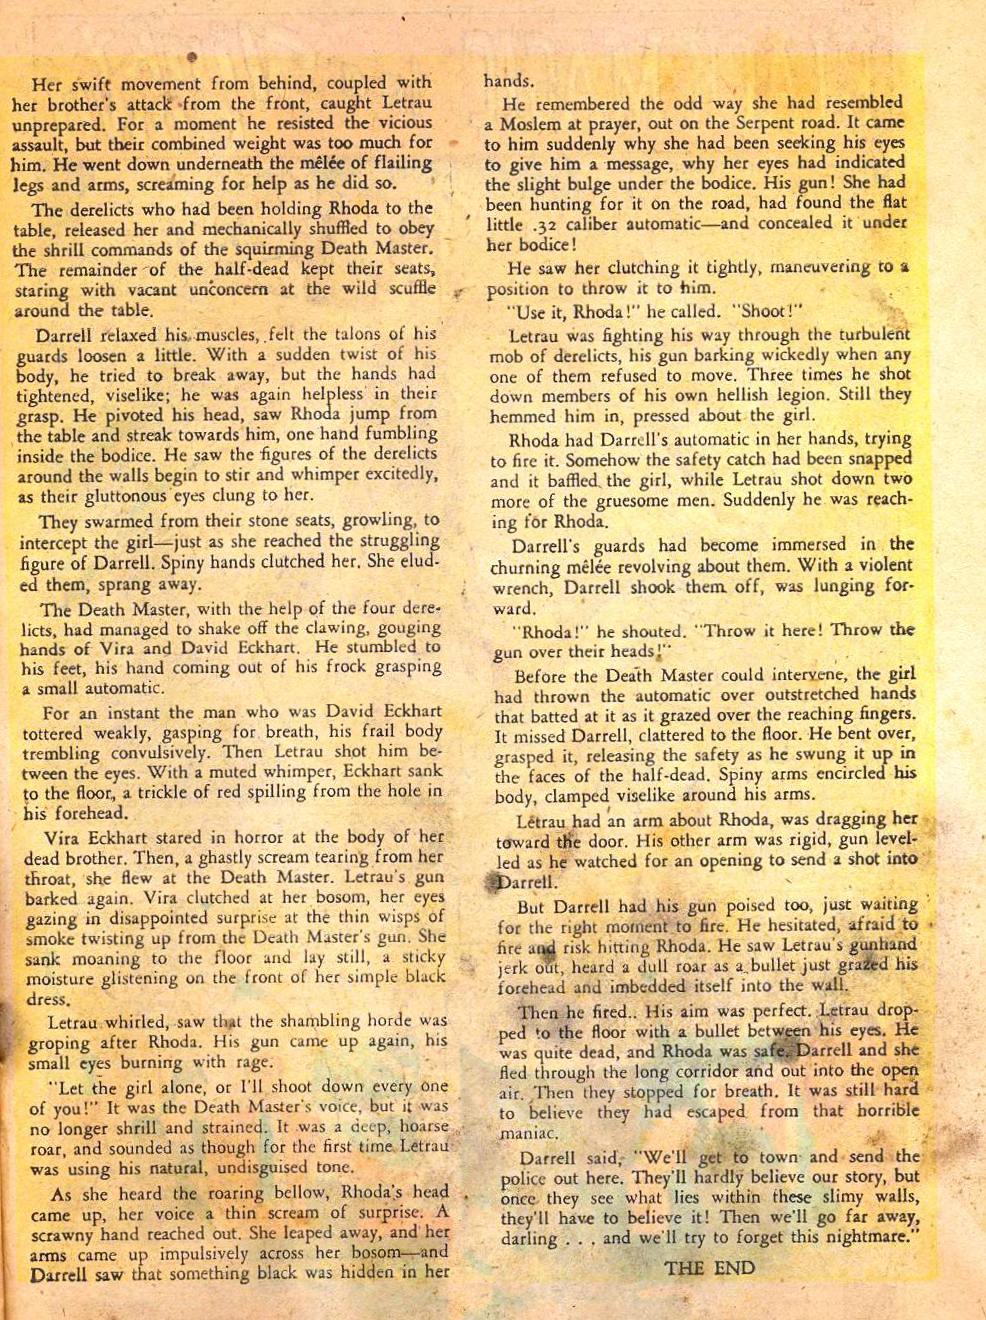 Her swift movement from behind, coupled with
her brother's attack from the front, caught Letrau
unprepared. For a moment he resisted the vicious
assault, but their combined weight was too much for
him. He went down underneath the mêlée of flailing
legs and arms, screaming for help as he did so.
The derelicts who had been holding Rhoda to the
table, released her and mechanically shuffled to obey
the shrill commands of the squirming Death Master.
The remainder of the half-dead kept their seats,
staring with vacant unconcern at the wild scuffle
around the table.
Darrell relaxed his muscles, felt the talons of his
guards loosen a little. With a sudden twist of his
body, he tried to break away, but the hands had
tightened, viselike; he was again helpless in their
grasp. He pivoted his head, saw Rhoda jump from
the table and streak towards him, one hand fumbling
inside the bodice. He saw the figures of the derelicts
around the walls begin to stir and whimper excitedly,
as their gluttonous eyes clung to her.
They swarmed from their stone seats, growling, to
intercept the girl—just as she reached the struggling
figure of Darrell. Spiny hands clutched her. She elud-
ed them, sprang away.
The Death Master, with the help of the four dere-
licts, had managed to shake off the clawing, gouging
hands of Vira and David Eckhart. He stumbled to
his feet, his hand coming out of his frock grasping
a small automatic.
For an instant the man who was David Eckhart
tottered weakly, gasping for breath, his frail body
trembling convulsively. Then Letrau shot him be-
tween the eyes. With a muted whimper, Eckhart sank
to the floor, a trickle of red spilling from the hole in
his forehead.
Vira Eckhart stared in horror at the body of her
dead brother. Then, a ghastly scream tearing from her
throat, she flew at the Death Master. Letrau's gun
barked again. Vira clutched at her bosom, her eyes
gazing in disappointed surprise at the thin wisps of
smoke twisting up from the Death Master's gun. She
sank moaning to the floor and lay still, a sticky
moisture glistening on the front of her simple black
dress.
Letrau whirled, saw that the shambling horde was
groping after Rhoda. His gun came up again, his
small eyes burning with rage.
"Let the girl alone, or I'll shoot down every one
of you!" It was the Death Master's voice, but it was
no longer shrill and strained. It was a deep, hoarse
roar, and sounded as though for the first time Letrau
was using his natural, undisguised tone.
As she heard the roaring bellow, Rhoda's head
came up, her voice a thin scream of surprise. A
scrawny hand reached out. She leaped away, and her
arms came up impulsively across her bosom—and
Darrell saw that something black was hidden in her
hands.
He remembered the odd way she had resembled
a Moslem at prayer, out on the Serpent road. It came
to him suddenly why she had been seeking his eyes
to give him a message, why her eyes had indicated
the slight bulge under the bodice. His gun! She had
been hunting for it on the road, had found the flat
little .32 caliber automatic—and concealed it under
her bodice!
He saw her clutching it tightly, maneuvering to a
position to throw it to him.
"Use it, Rhoda!" he called. "Shoot!"
Letrau was fighting his way through the turbulent
mob of derelicts, his gun barking wickedly when any
one of them refused to move. Three times he shot
down members of his own hellish legion. Still they
hemmed him in, pressed about the girl.
Rhoda had Darrell's automatic in her hands, trying
to fire it. Somehow the safety catch had been snapped
and it baffled the girl, while Letrau shot down two
more of the gruesome men. Suddenly he was reach-
ing for Rhoda.
Darrell's guards had become immersed in the
churning mêlée revolving about them. With a violent
wrench, Darrell shook them off, was lunging for-
ward.
"Rhoda!" he shouted. "Throw it here! Throw the
gun over their heads!"
Before the Death Master could intervene, the girl
had thrown the automatic over outstretched hands
that batted at it as it grazed over the reaching fingers.
It missed Darrell, clattered to the floor. He bent over,
grasped it, releasing the safety as he swung it up in
the faces of the half-dead. Spiny arms encircled his
body, clamped viselike around his arms.
Letrau had an arm about Rhoda, was dragging her
toward the door. His other arm was rigid, gun level-
led as he watched for an opening to send a shot into
Darrell.
But Darrell had his gun poised too, just waiting
for the right moment to fire. He hesitated, afraid to
fire and risk hitting Rhoda. He saw Letrau's gunhand
jerk out, heard a dull roar as a bullet just grazed his
forehead and imbedded itself into the wall.
Then he fired.. His aim was perfect. Letrau drop-
ped to the floor with a bullet between his eyes. He
was quite dead, and Rhoda was safe. Darrell and she
fled through the long corridor and out into the open
air. Then they stopped for breath. It was still hard
to believe they had escaped from that horrible
maniac.
Darrell said, "We'll get to town and send the
police out here. They'll hardly believe our story, but
once they see what lies within these slimy walls,
they'll have to believe it! Then we'll go far away,
darling . . . and we'll try to forget this nightmare."
THE END